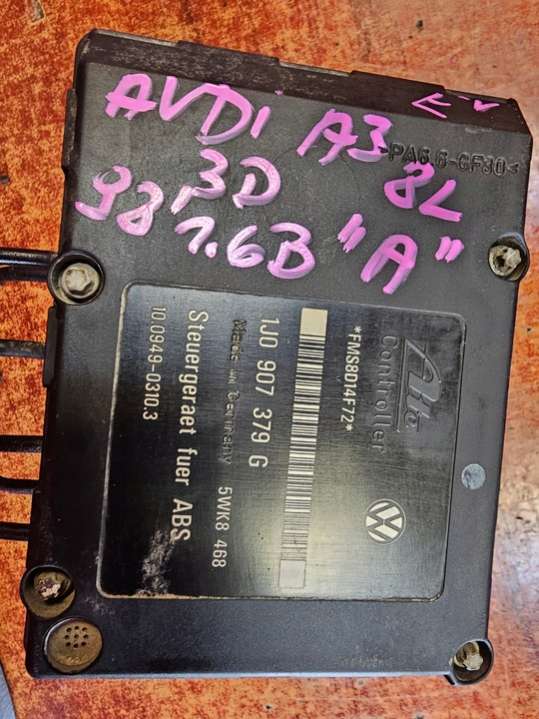 AVDi A3
3D 8L
98 1.6B "A"
>PA6.6-GF30<
Ate
Controller
*FMS8D14F72*
1J0 907 379 G
Made in Germany 5WK8 468
Steuergeraet fuer ABS
10.0949-0310.3